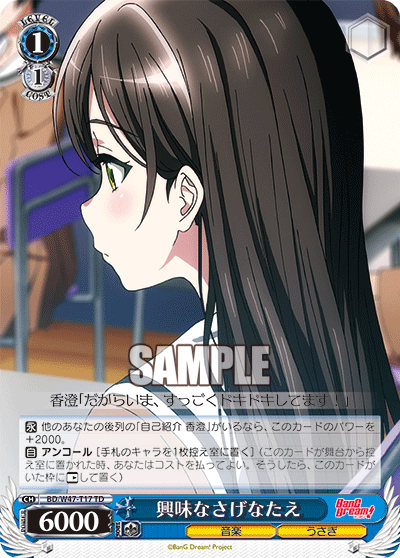 LEVEL
1
1
COST
SAMPLE
香澄「だからいま、すっごくドキドキしてます!」
永 他のあなたの後列の「自己紹介 香澄」がいるなら、このカードのパワーを
+2000。
自 アンコール [手札のキャラを1枚控え室に置く](このカードが舞台から
控え室に置かれた時、あなたはコストを払ってよい。そうしたら、このカードが
いた枠に□して置く)
CH BD/W47-T17 TD
6000
興味なさげなたえ
BanG Dream!
音楽
うさぎ
©BanG Dream! Project